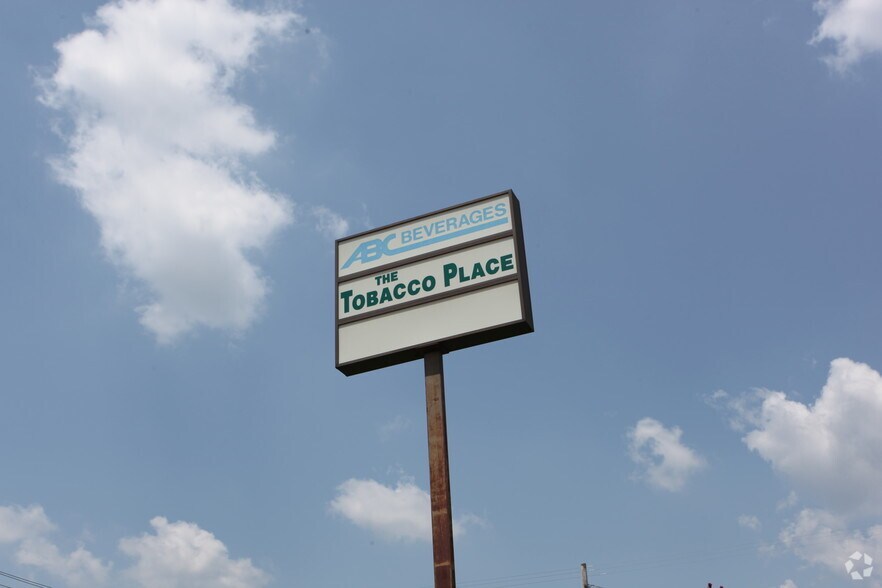 ABC BEVERAGES
THE
TOBACCO PLACE